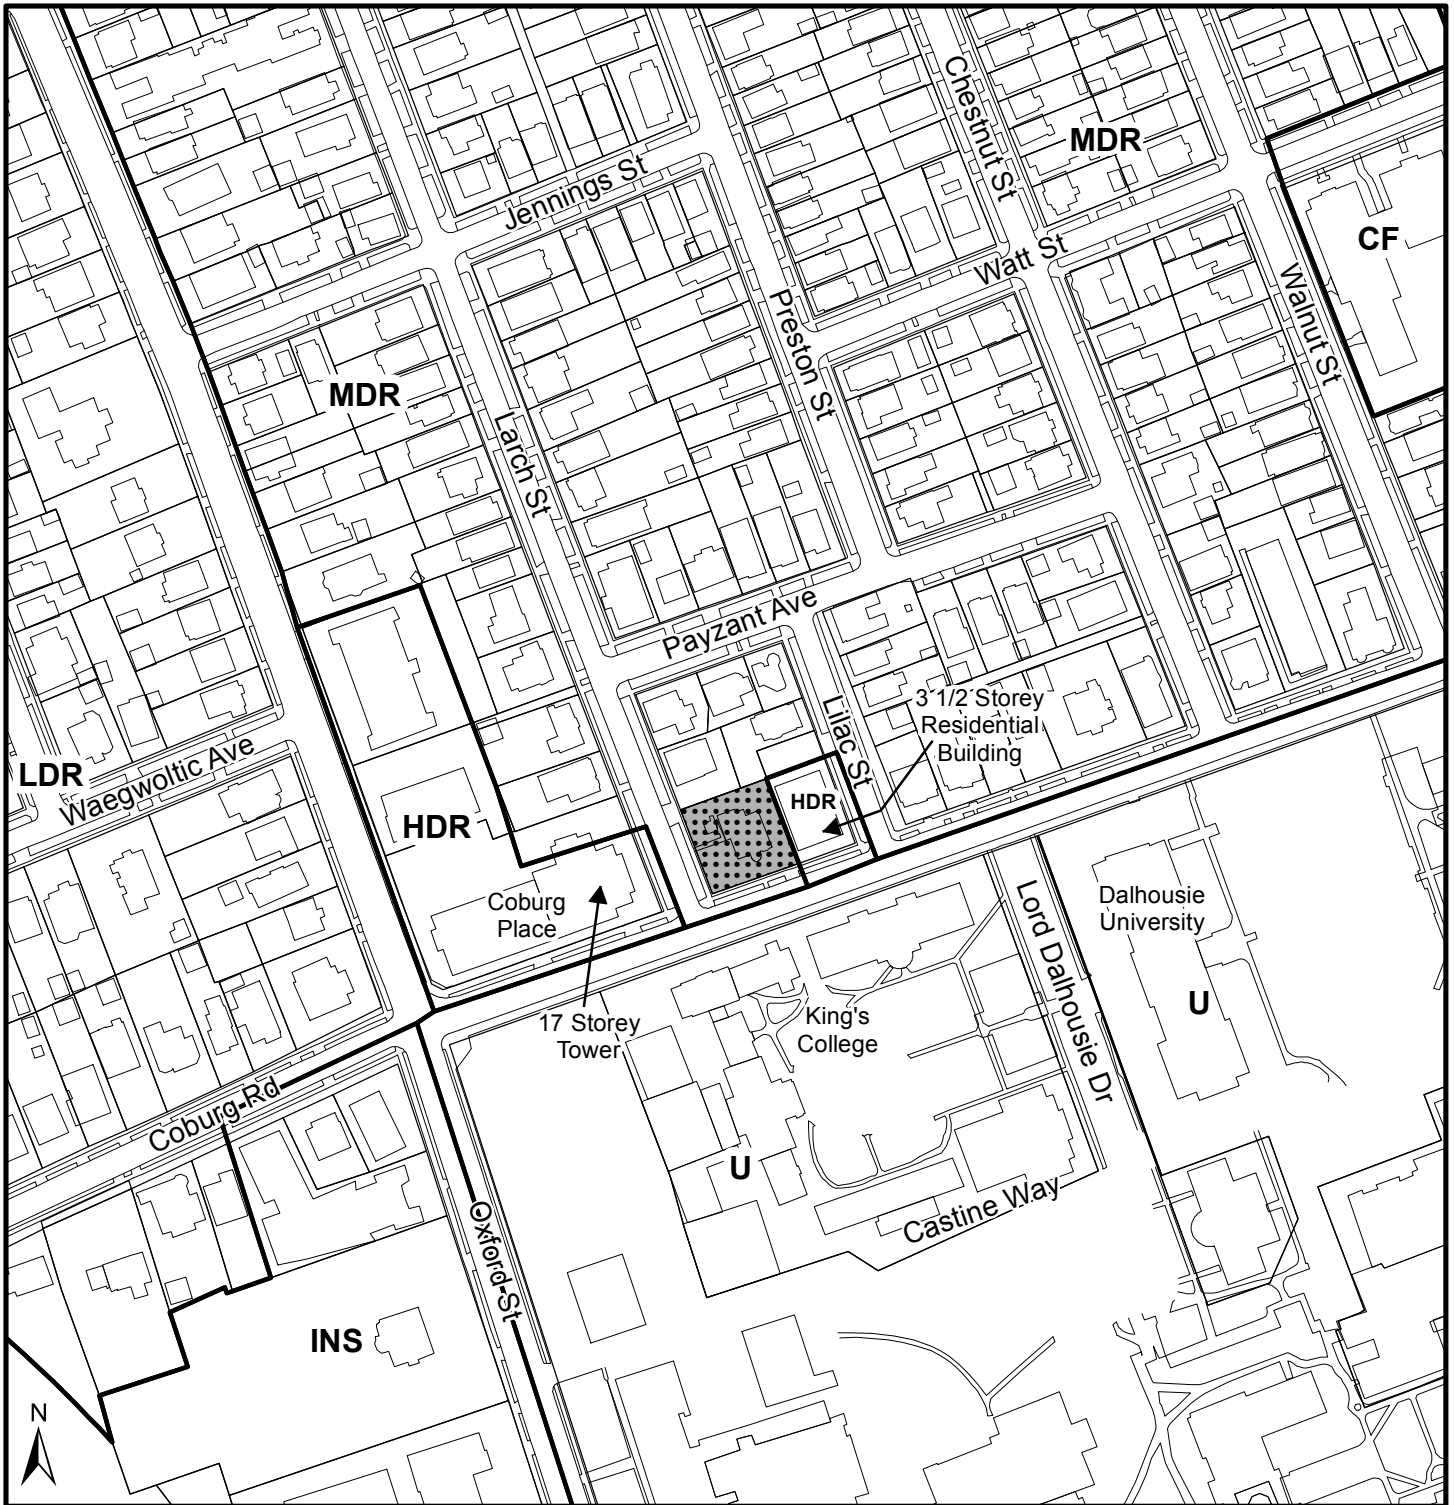 Chestnut St
MDR
Jennings St
CF
Watt St
Walnut St
Preston St
MDR
Larch St
Payzant Ave
Lilac St
3 1/2 Storey
Residential
Building
Waegwoltic Ave
LDR
HDR
HDR
Coburg
Place
Dalhousie
University
Lord Dalhousie Dr
U
17 Storey
Tower
King's
College
Coburg Rd
U
Castine Way
Oxford St
INS
N